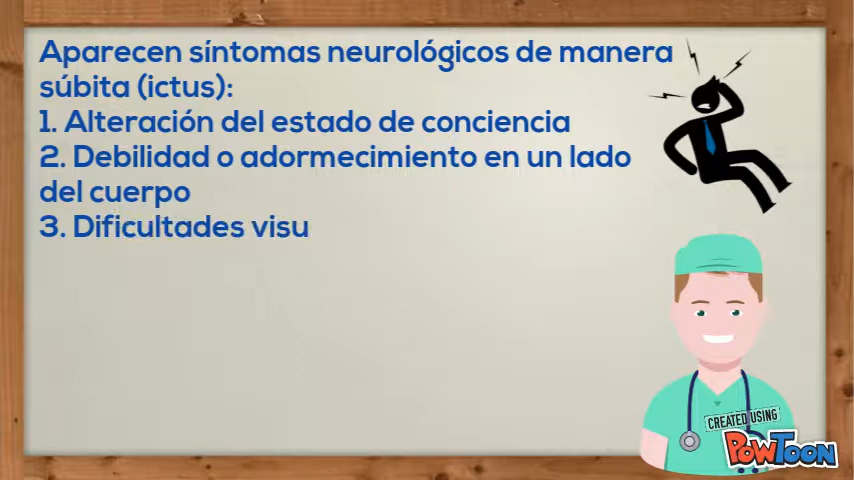 Aparecen síntomas neurológicos de manera
súbita (ictus):
1. Alteración del estado de conciencia
2. Debilidad o adormecimiento en un lado
del cuerpo
3. Dificultades visu
CREATED USING
POWTOON